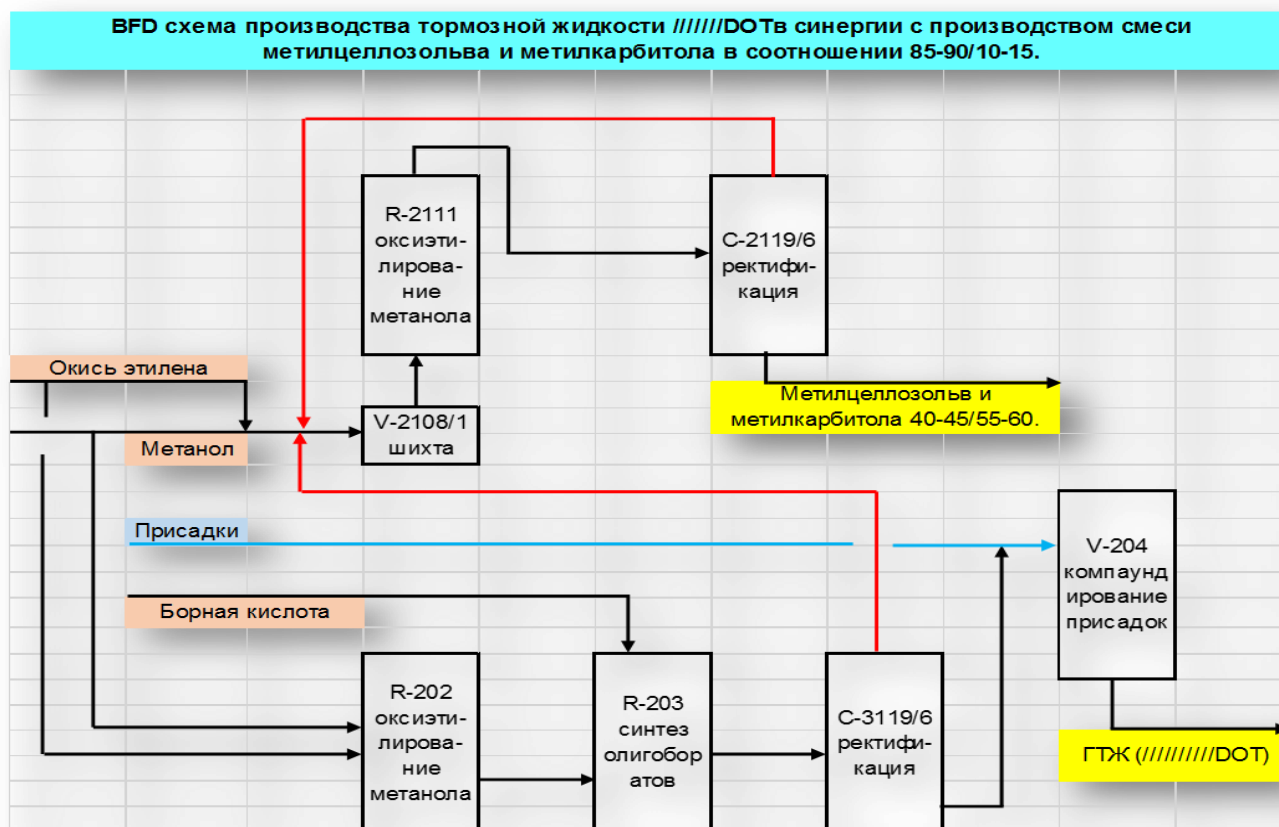 BFD схема производства тормозной жидкости ///////DOTв синергии с производством смеси
метилцеллозольва и метилкарбитола в соотношении 85-90/10-15.
R-2111
оксиэти-
лирова-
ние
метанола
C-2119/6
ректифи-
кация
Окись этилена
Метилцеллозольв и
метилкарбитола 40-45/55-60.
V-2108/1
шихта
Метанол
Присадки
V-204
компаунд
ирование
присадок
Борная кислота
R-202
оксиэти-
лирова-
ние
метанола
R-203
синтез
олигобор
атов
C-3119/6
ректифи-
кация
ГТЖ (//////////DOT)